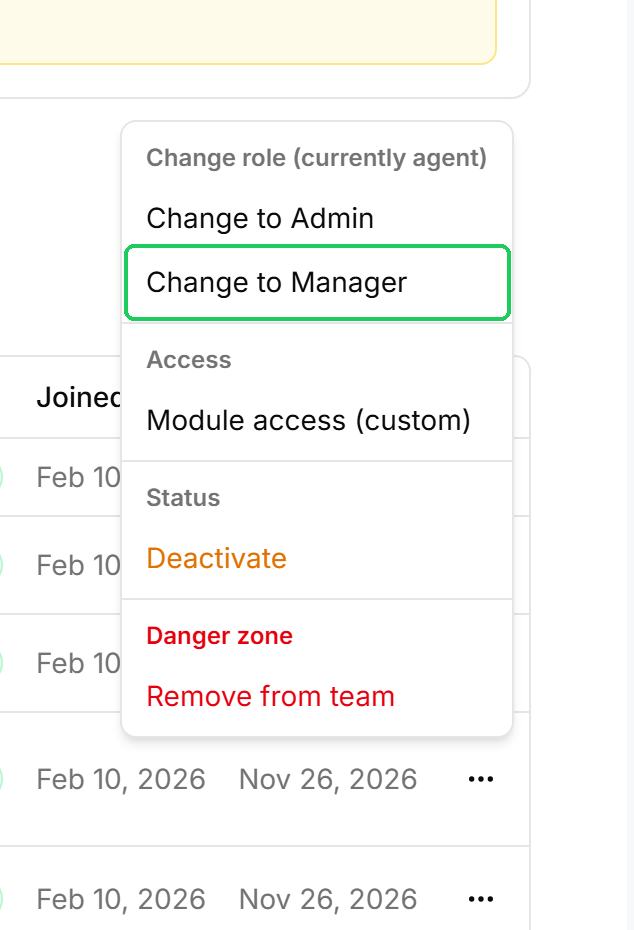 Change role (currently agent)
Change to Admin
Change to Manager
Access
Joined
Module access (custom)
Feb 10
Status
Feb 10
Deactivate
Danger zone
Feb 10
Remove from team
Feb 10, 2026 Nov 26, 2026
Feb 10, 2026 Nov 26, 2026